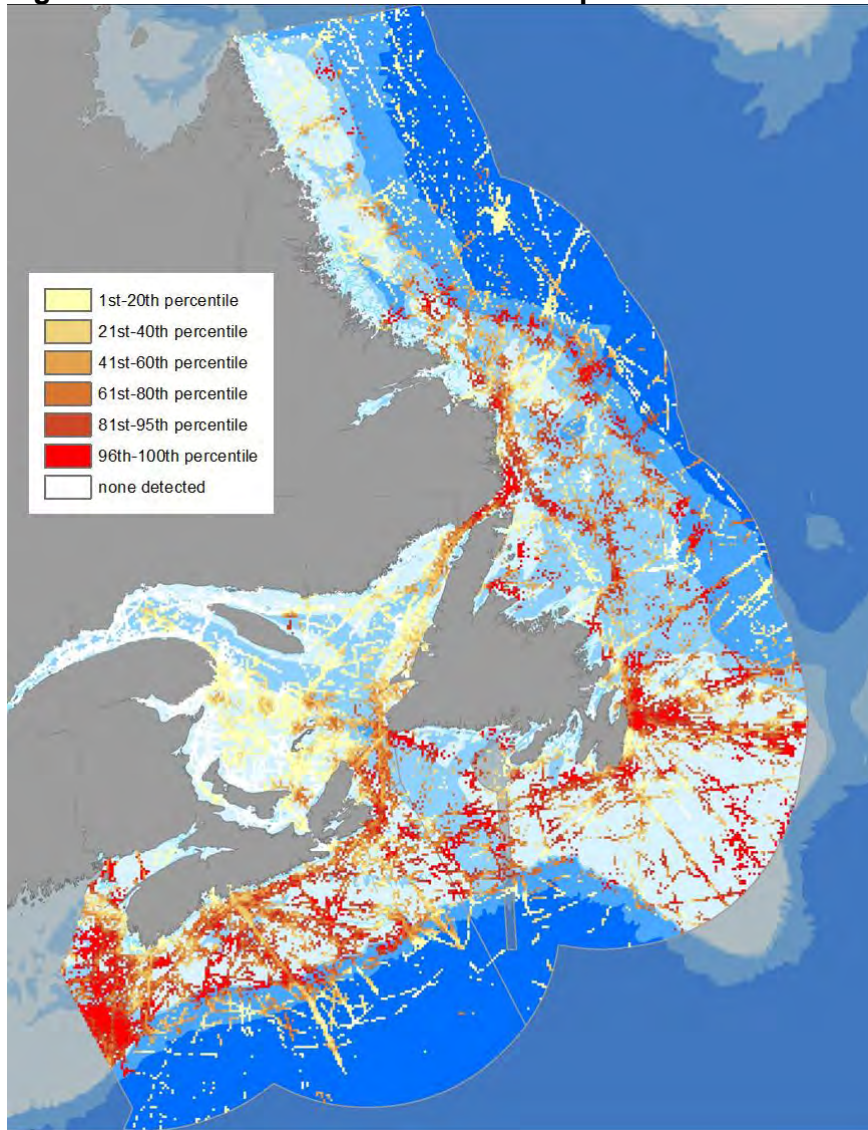 1st-20th percentile
21st-40th percentile
41st-60th percentile
61st-80th percentile
81st-95th percentile
96th-100th percentile
none detected